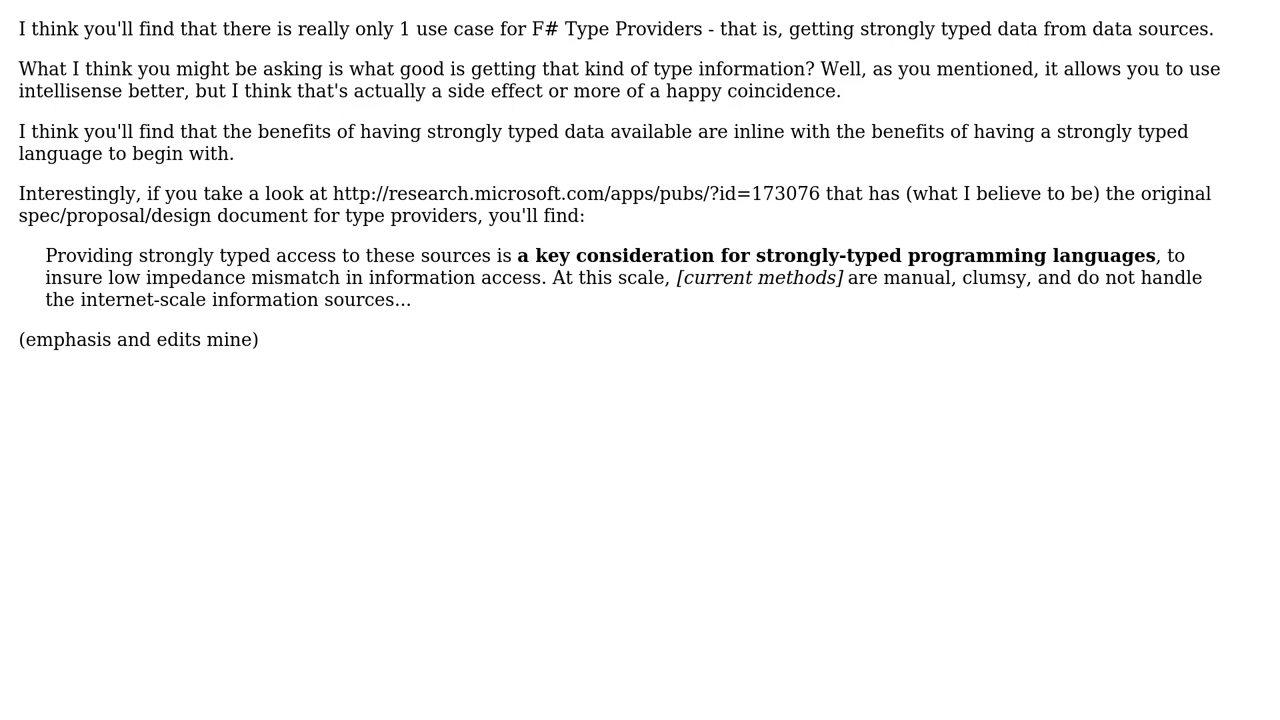 I think you'll find that there is really only 1 use case for F# Type Providers - that is, getting strongly typed data from data sources.
What I think you might be asking is what good is getting that kind of type information? Well, as you mentioned, it allows you to use
intellisense better, but I think that's actually a side effect or more of a happy coincidence.
I think you'll find that the benefits of having strongly typed data available are inline with the benefits of having a strongly typed
language to begin with.
Interestingly, if you take a look at http://research.microsoft.com/apps/pubs/?id=173076 that has (what I believe to be) the original
spec/proposal/design document for type providers, you'll find:
Providing strongly typed access to these sources is a key consideration for strongly-typed programming languages, to
insure low impedance mismatch in information access. At this scale, [current methods] are manual, clumsy, and do not handle
the internet-scale information sources...
(emphasis and edits mine)